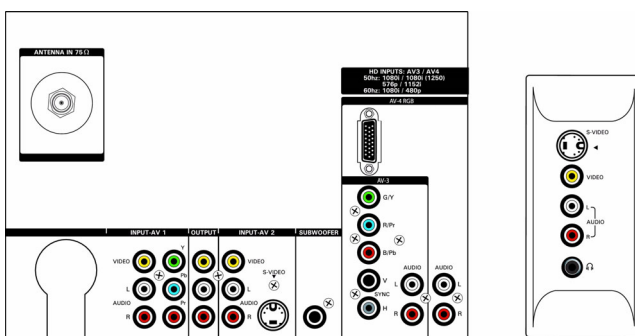 ANTENNA IN 75Ω
HD INPUTS: AV3 / AV4
50hz: 1080i / 1080i (1250)
576p / 1152i
60hz: 1080i / 480p
AV-4 RGB
AV-3
G/Y
R/Pr
B/Pb
V
SYNC
H
AUDIO
L
R
AUDIO
L
R
INPUT-AV 1
OUTPUT
INPUT-AV 2
SUBWOOFER
VIDEO
Y
VIDEO
S-VIDEO
L
Pb
L
AUDIO
Pr
AUDIO
R
R
S-VIDEO
VIDEO
L
AUDIO
R